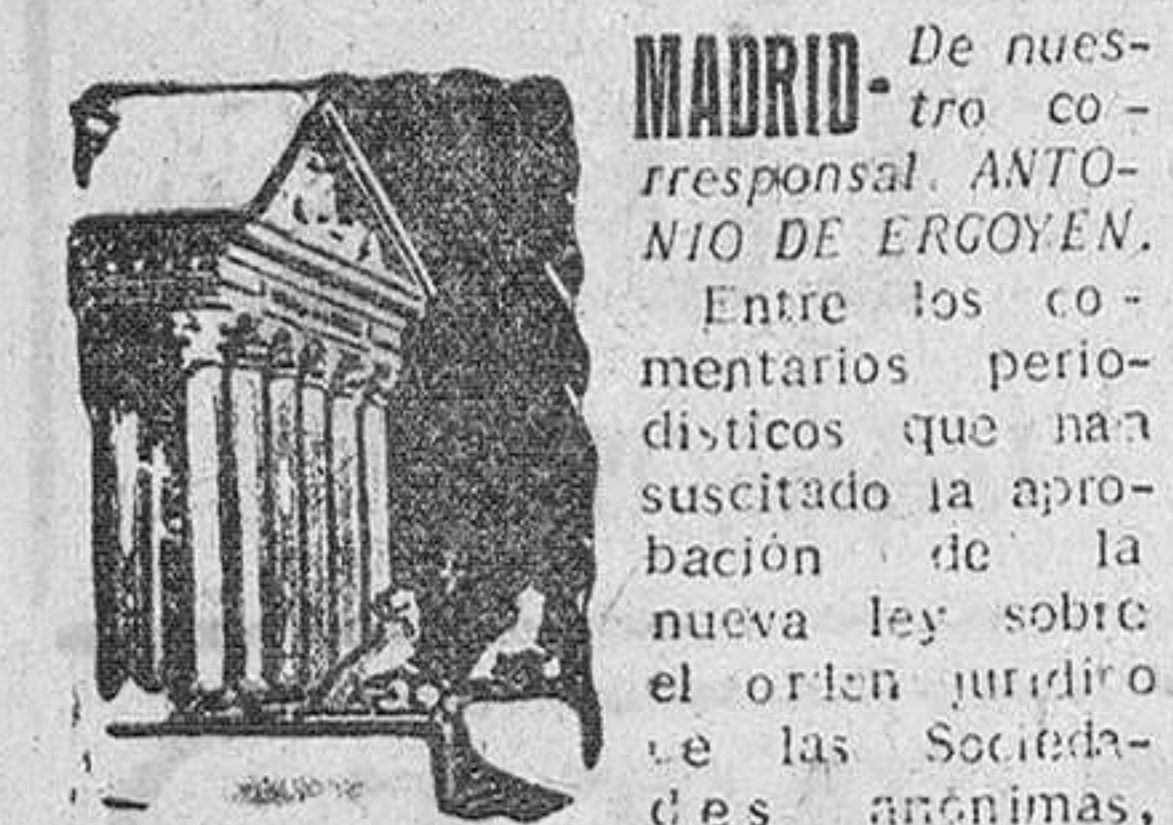 MADRID- De nues-
tro co-
rresponsal. ANTO-
NIO DE ERGOYEN.
Entre los co-
mentarios perio-
dísticos que han
suscitado la apro-
bación de la
nueva ley sobre
el orden jurídico
de las Socieda-
des anónimas,